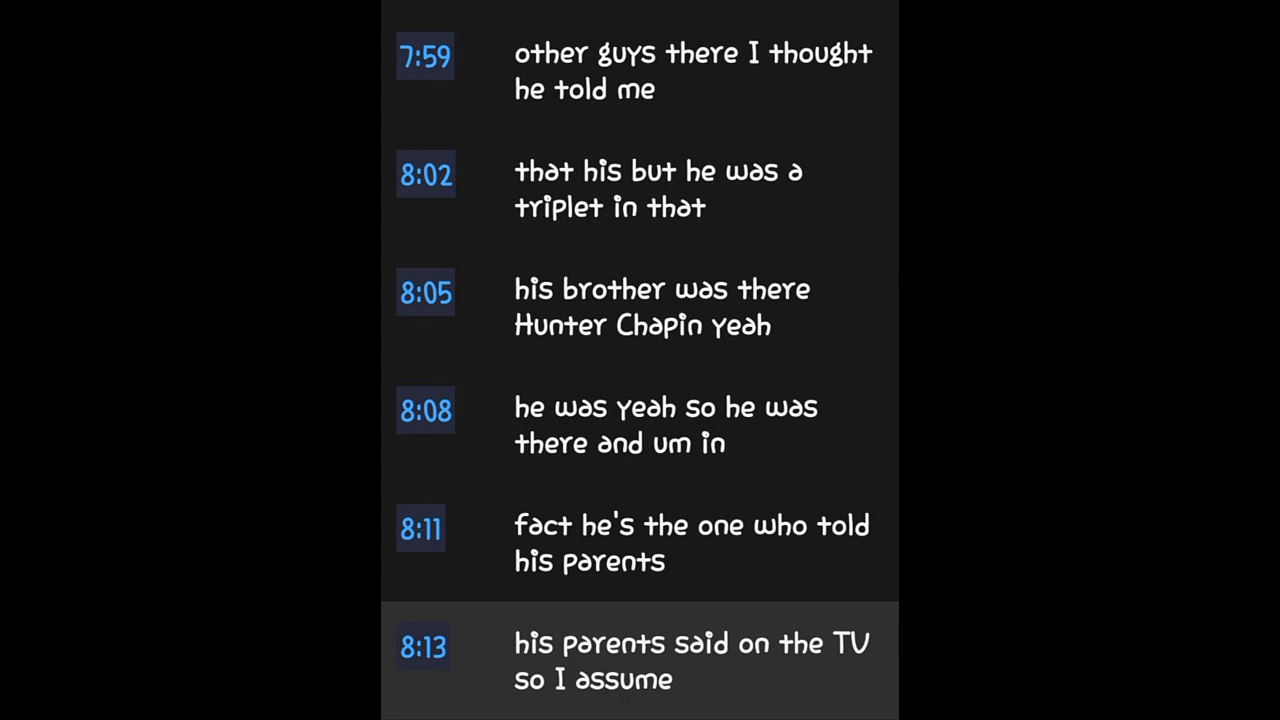 7:59
other guys there I thought
he told me
8:02
that his but he was a
triplet in that
8:05
his brother was there
Hunter Chapin yeah
8:08
he was yeah so he was
there and um in
8:11
fact he's the one who told
his parents
8:13
his parents said on the TV
so I assume